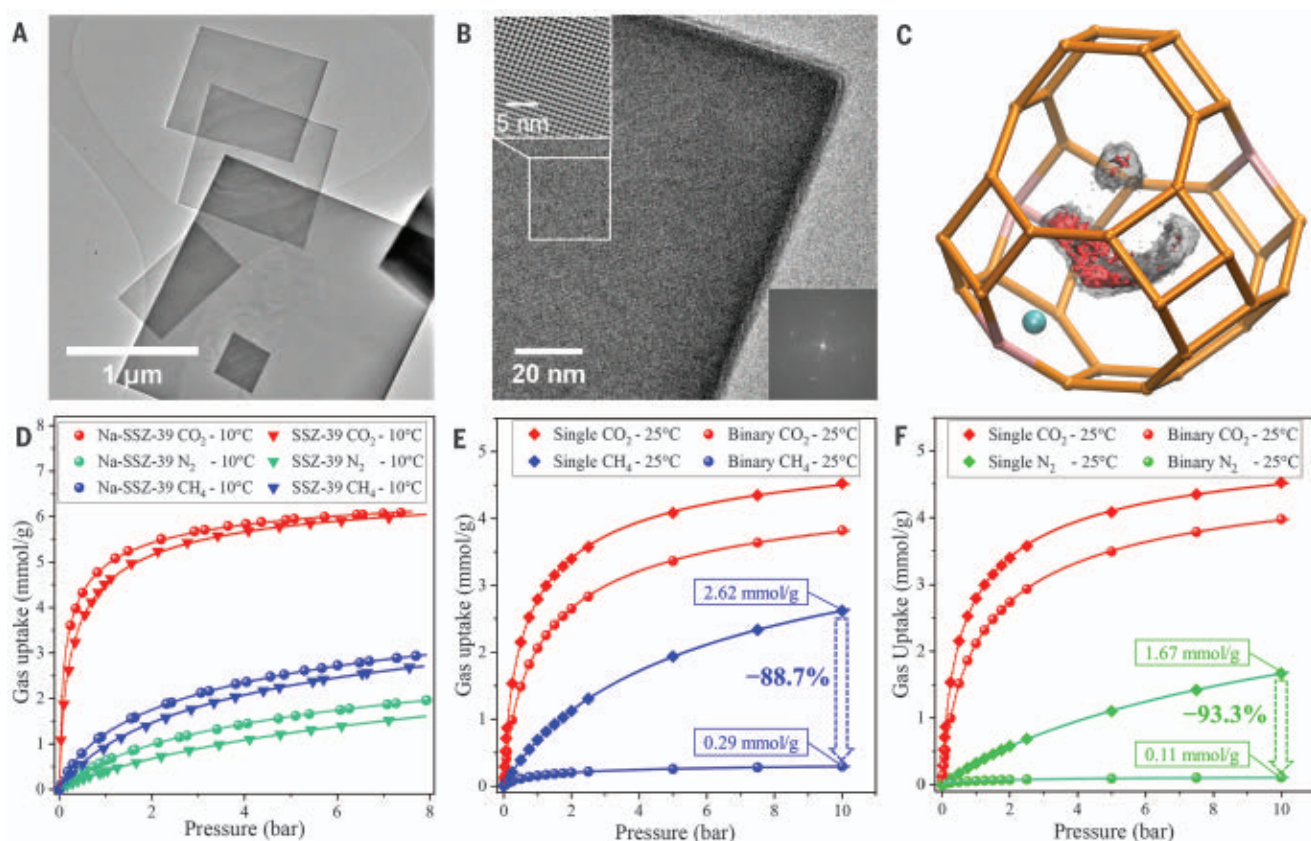 A
1 µm
B
5 nm
20 nm
C
D
Na-SSZ-39 CO₂ - 10°C
SSZ-39 CO₂ - 10°C
Na-SSZ-39 N₂ - 10°C
SSZ-39 N₂ - 10°C
Na-SSZ-39 CH₄ - 10°C
SSZ-39 CH₄ - 10°C
Gas uptake (mmol/g)
8
7
6
5
4
3
2
1
0
0 2 4 6 8
Pressure (bar)
E
Single CO₂ - 25°C
Binary CO₂ - 25°C
Single CH₄ - 25°C
Binary CH₄ - 25°C
Gas uptake (mmol/g)
5
4
3
2
1
0
2.62 mmol/g
−88.7%
0.29 mmol/g
0 2 4 6 8 10
Pressure (bar)
F
Single CO₂ - 25°C
Binary CO₂ - 25°C
Single N₂ - 25°C
Binary N₂ - 25°C
Gas Uptake (mmol/g)
5
4
3
2
1
0
1.67 mmol/g
−93.3%
0.11 mmol/g
0 2 4 6 8 10
Pressure (bar)